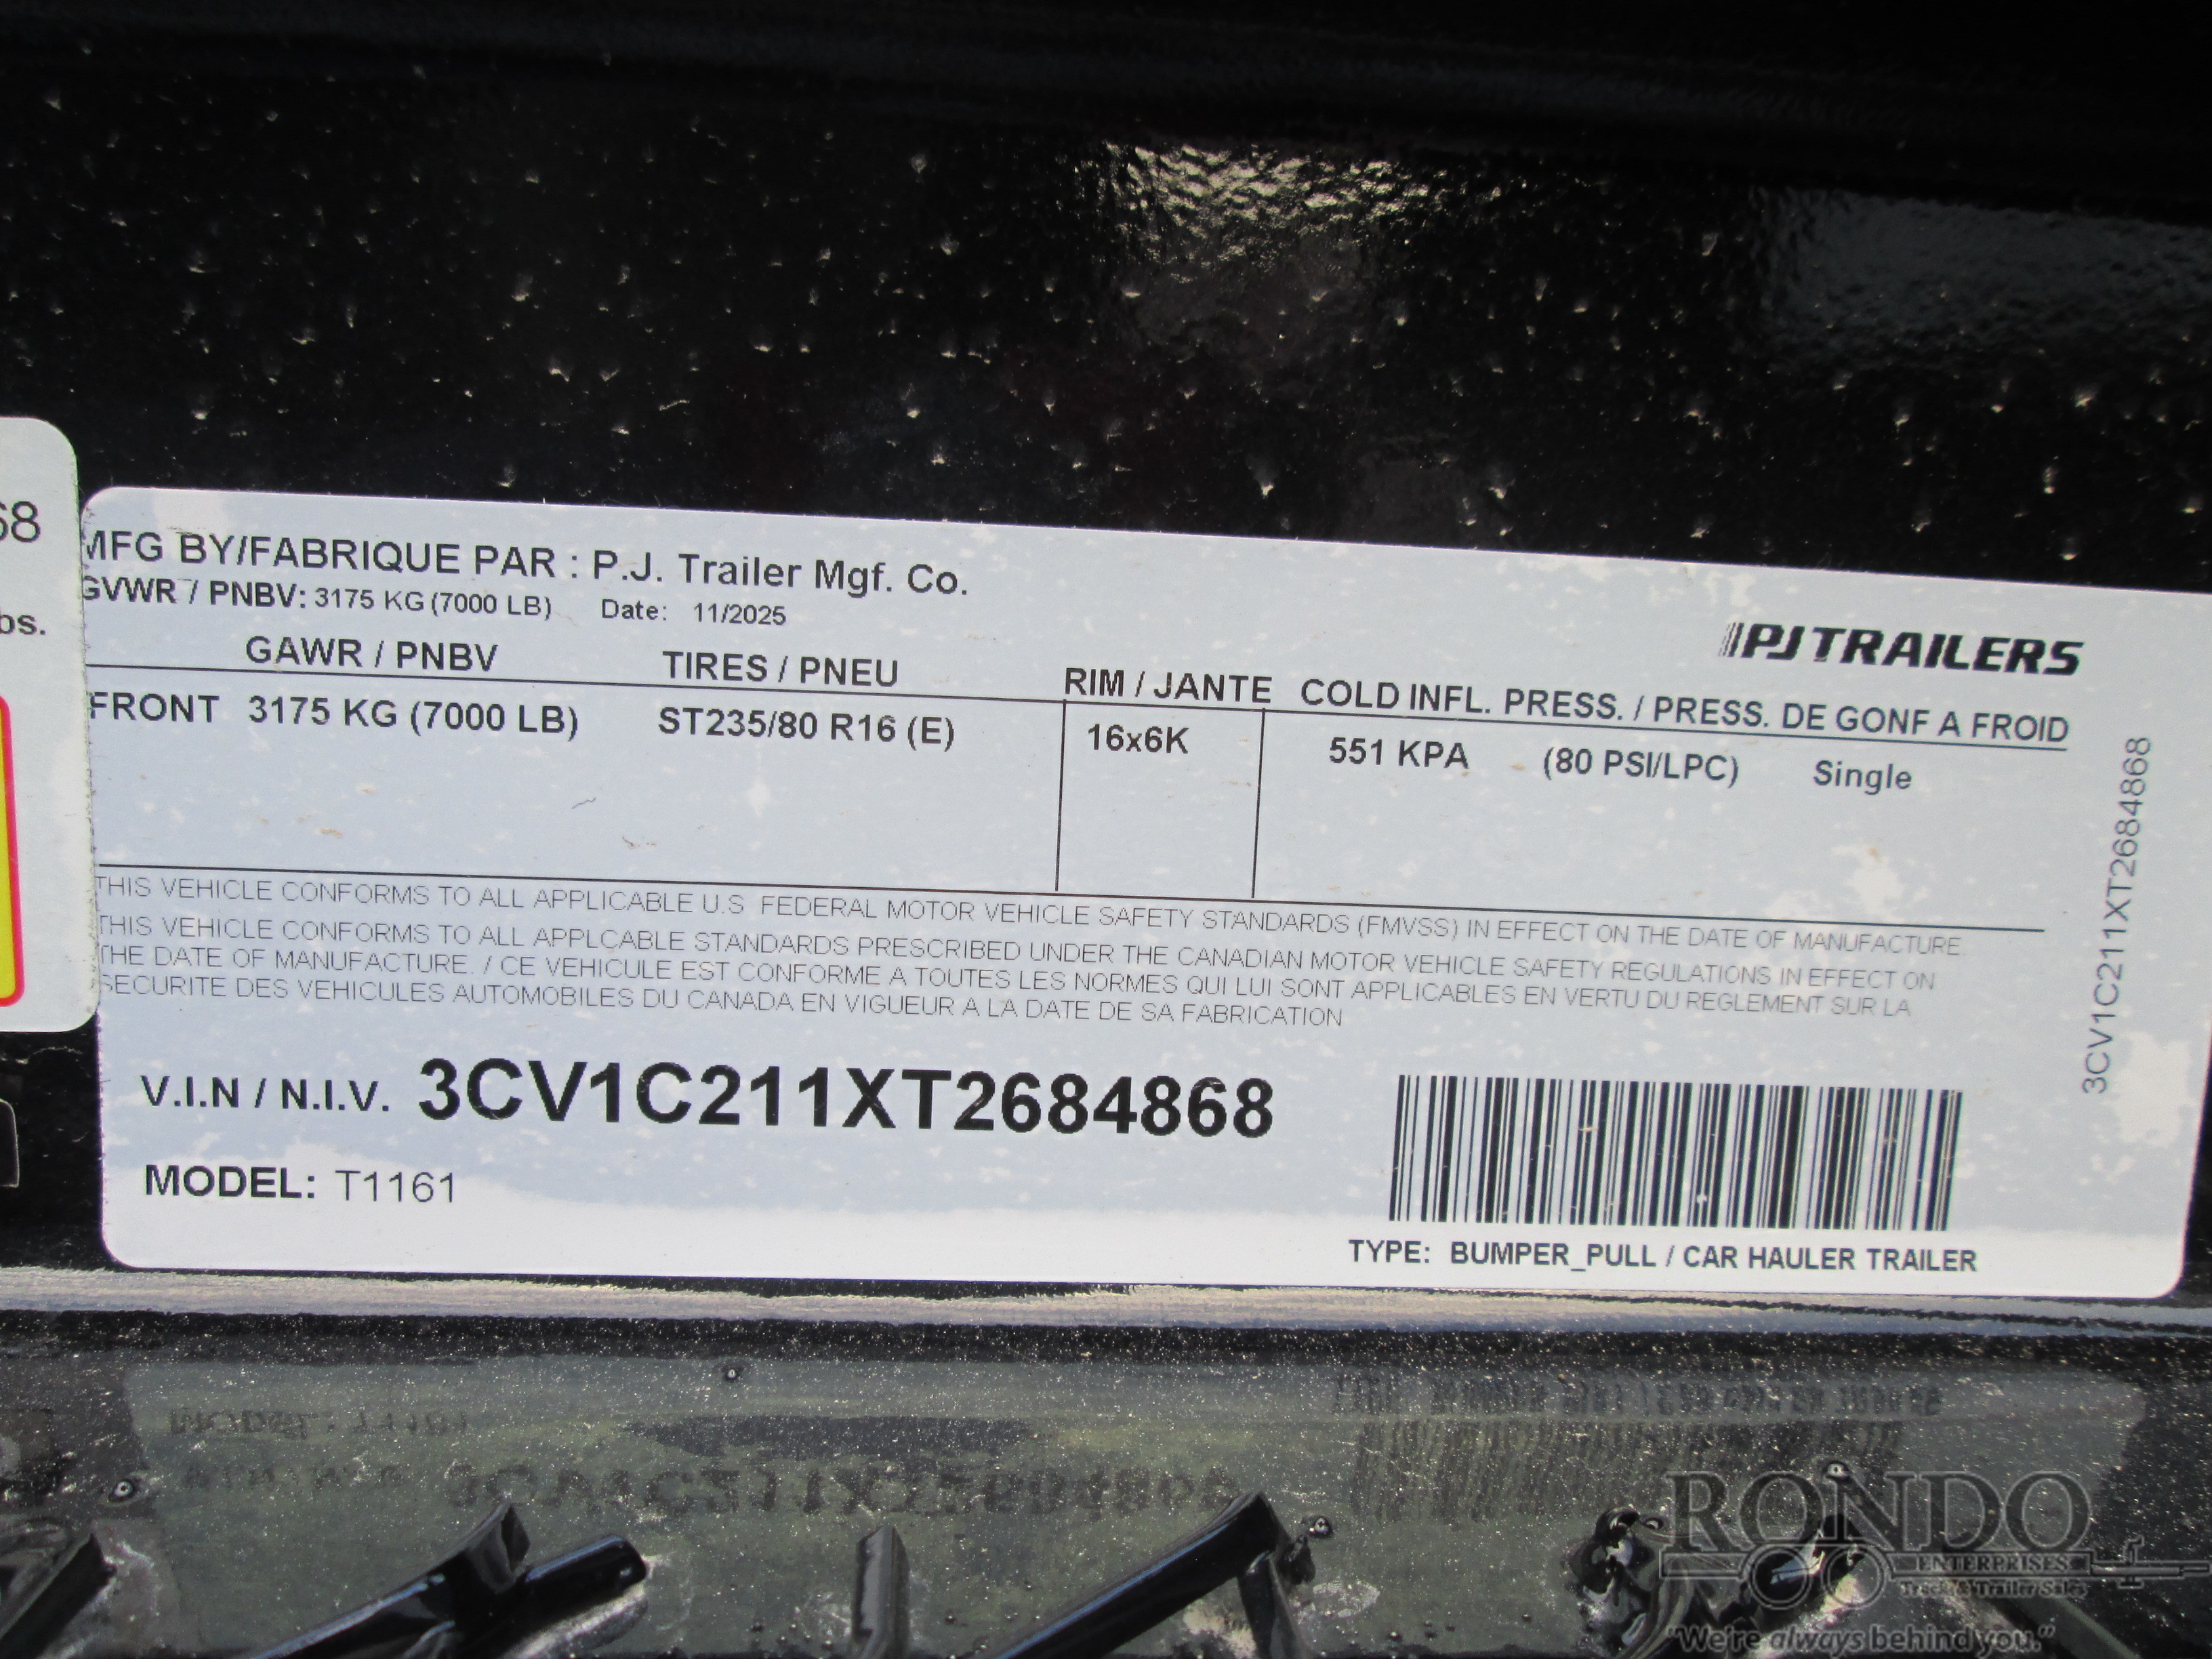 68
bs.
MFG BY/FABRIQUE PAR : P.J. Trailer Mgf. Co.
GVWR / PNBV: 3175 KG (7000 LB) Date: 11/2025
PJTRAILERS
GAWR / PNBV TIRES / PNEU RIM / JANTE COLD INFL. PRESS. / PRESS. DE GONF A FROID
FRONT 3175 KG (7000 LB) ST235/80 R16 (E) 16x6K 551 KPA (80 PSI/LPC) Single
THIS VEHICLE CONFORMS TO ALL APPLICABLE U.S FEDERAL MOTOR VEHICLE SAFETY STANDARDS (FMVSS) IN EFFECT ON THE DATE OF MANUFACTURE.
THIS VEHICLE CONFORMS TO ALL APPLCABLE STANDARDS PRESCRIBED UNDER THE CANADIAN MOTOR VEHICLE SAFETY REGULATIONS IN EFFECT ON
THE DATE OF MANUFACTURE. / CE VEHICULE EST CONFORME A TOUTES LES NORMES QUI LUI SONT APPLICABLES EN VERTU DU REGLEMENT SUR LA
SECURITE DES VEHICULES AUTOMOBILES DU CANADA EN VIGUEUR A LA DATE DE SA FABRICATION
V.I.N / N.I.V. 3CV1C211XT2684868
MODEL: T1161
TYPE: BUMPER_PULL / CAR HAULER TRAILER
3CV1C211XT2684868
RONDO
ENTERPRISES
Truck & Trailer Sales
"We're always behind you."